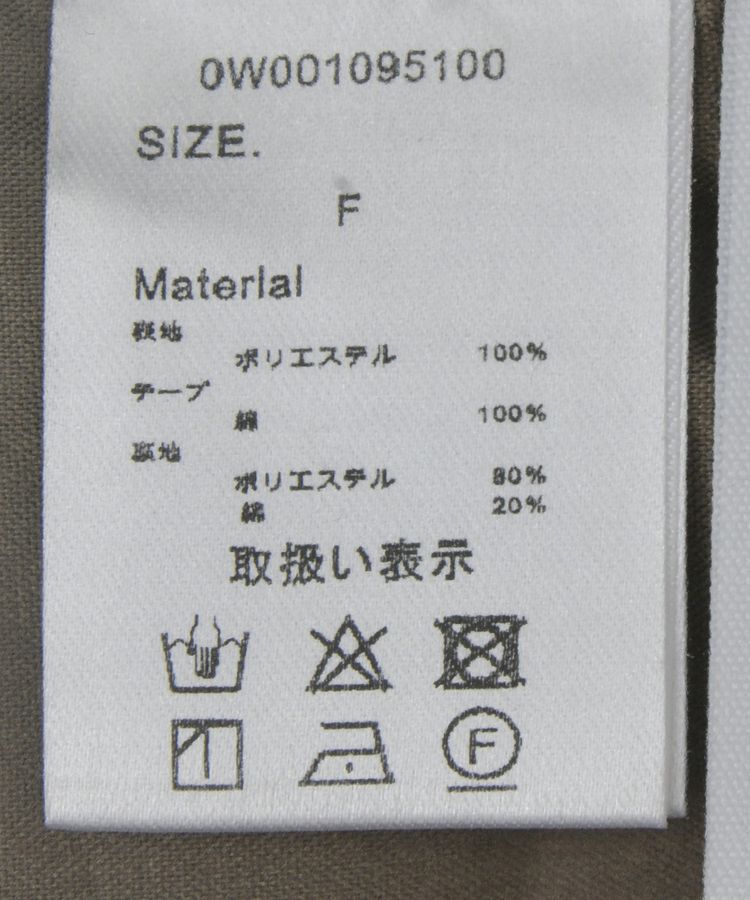 0W001095100
SIZE.
F
Material
表地
ポリエステル 100%
テープ
綿 100%
裏地
ポリエステル 80%
綿 20%
取扱い表示
F